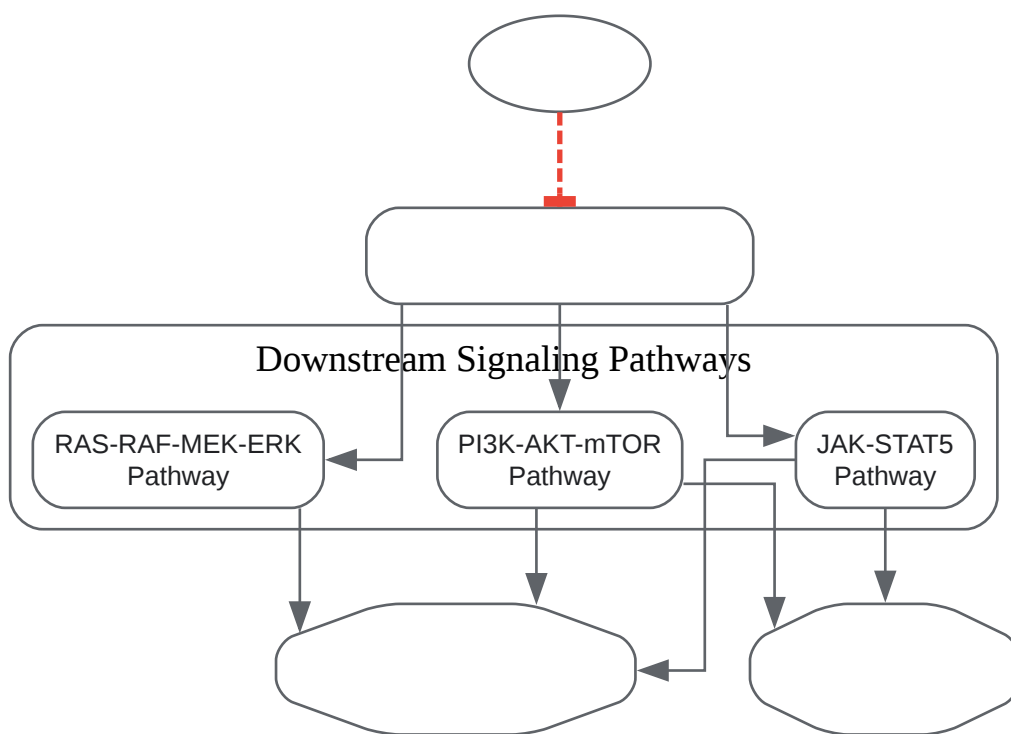 Downstream Signaling Pathways
RAS-RAF-MEK-ERK
Pathway
PI3K-AKT-mTOR
Pathway
JAK-STAT5
Pathway